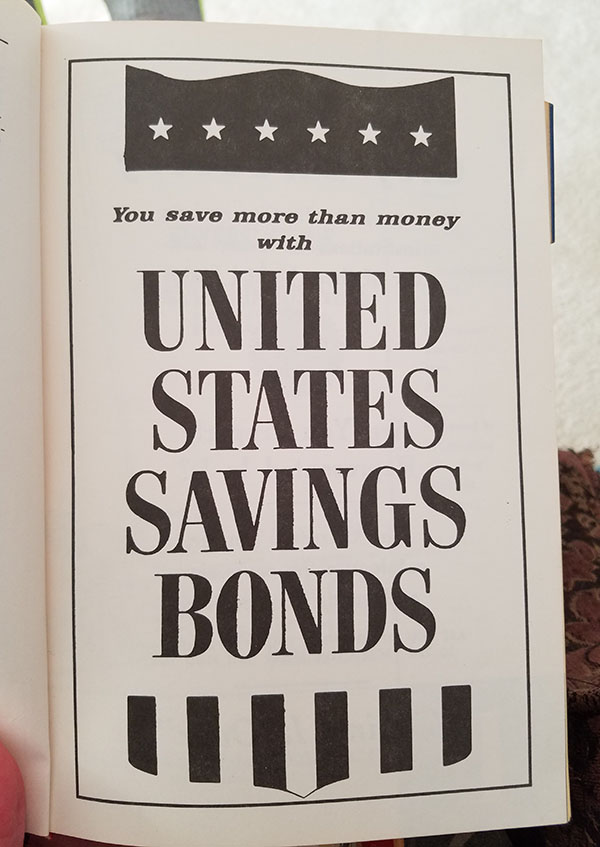 You save more than money
with
UNITED
STATES
SAVINGS
BONDS